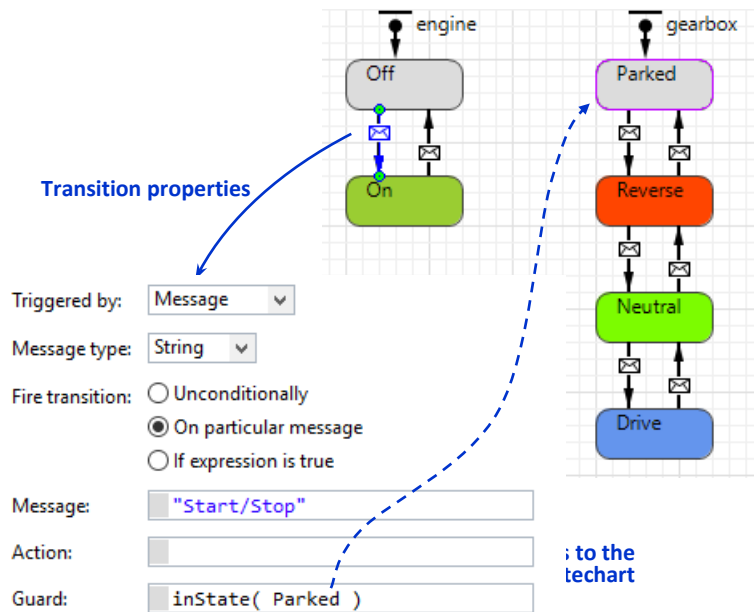 engine
gearbox
Off
Parked
Transition properties
On
Reverse
Triggered by: Message
Neutral
Message type: String
Fire transition: Unconditionally
On particular message
If expression is true
Drive
Message: "Start/Stop"
Action:
to the
Guard: inState( Parked )